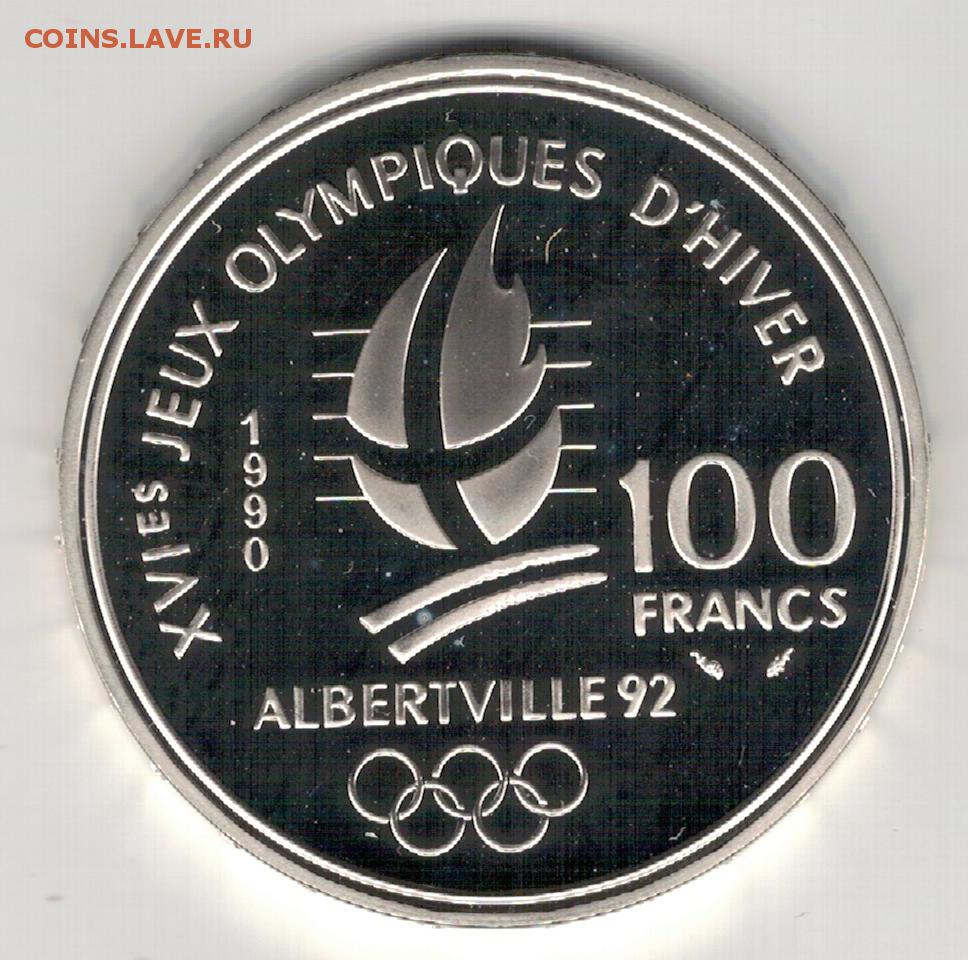 COINS.LAVE.RU
XVIES JEUX OLYMPIQUES D'HIVER
1990
100
FRANCS
ALBERTVILLE 92